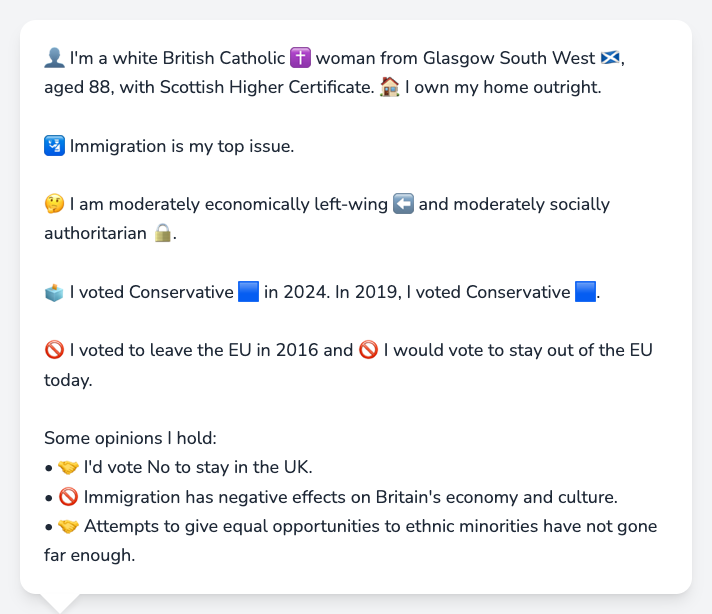 👤 I'm a white British Catholic ✝️ woman from Glasgow South West 🏴󠁧󠁢󠁳󠁣󠁴󠁿,
aged 88, with Scottish Higher Certificate. 🏠 I own my home outright.
🛂 Immigration is my top issue.
🤔 I am moderately economically left-wing ⬅️ and moderately socially
authoritarian 🔒.
🗳️ I voted Conservative 🟦 in 2024. In 2019, I voted Conservative 🟦.
🚫 I voted to leave the EU in 2016 and 🚫 I would vote to stay out of the EU
today.
Some opinions I hold:
• 🤝 I'd vote No to stay in the UK.
• 🚫 Immigration has negative effects on Britain's economy and culture.
• 🤝 Attempts to give equal opportunities to ethnic minorities have not gone
far enough.